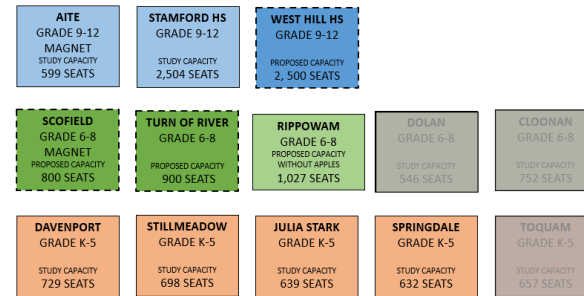 AITE
GRADE 9-12
MAGNET
STUDY CAPACITY
599 SEATS
STAMFORD HS
GRADE 9-12
STUDY CAPACITY
2,504 SEATS
WEST HILL HS
GRADE 9-12
PROPOSED CAPACITY
2, 500 SEATS
SCOFIELD
GRADE 6-8
MAGNET
PROPOSED CAPACITY
800 SEATS
TURN OF RIVER
GRADE 6-8
PROPOSED CAPACITY
900 SEATS
RIPPOWAM
GRADE 6-8
PROPOSED CAPACITY
WITHOUT APPLES
1,027 SEATS
DOLAN
GRADE 6-8
STUDY CAPACITY
546 SEATS
CLOONAN
GRADE 6-8
STUDY CAPACITY
752 SEATS
DAVENPORT
GRADE K-5
STUDY CAPACITY
729 SEATS
STILLMEADOW
GRADE K-5
STUDY CAPACITY
698 SEATS
JULIA STARK
GRADE K-5
STUDY CAPACITY
639 SEATS
SPRINGDALE
GRADE K-5
STUDY CAPACITY
632 SEATS
TOQUAM
GRADE K-5
STUDY CAPACITY
657 SEATS